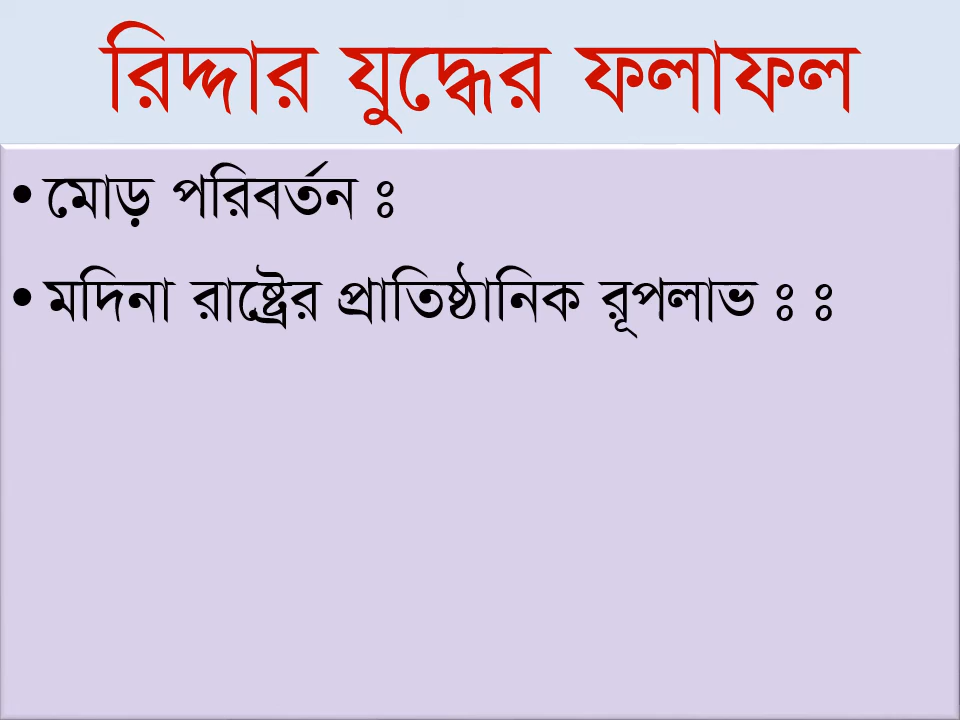 রিদ্দার যুদ্ধের ফলাফল
• মোড় পরিবর্তন ঃ
• মদিনা রাষ্ট্রের প্রাতিষ্ঠানিক রূপলাভ ঃ ঃ